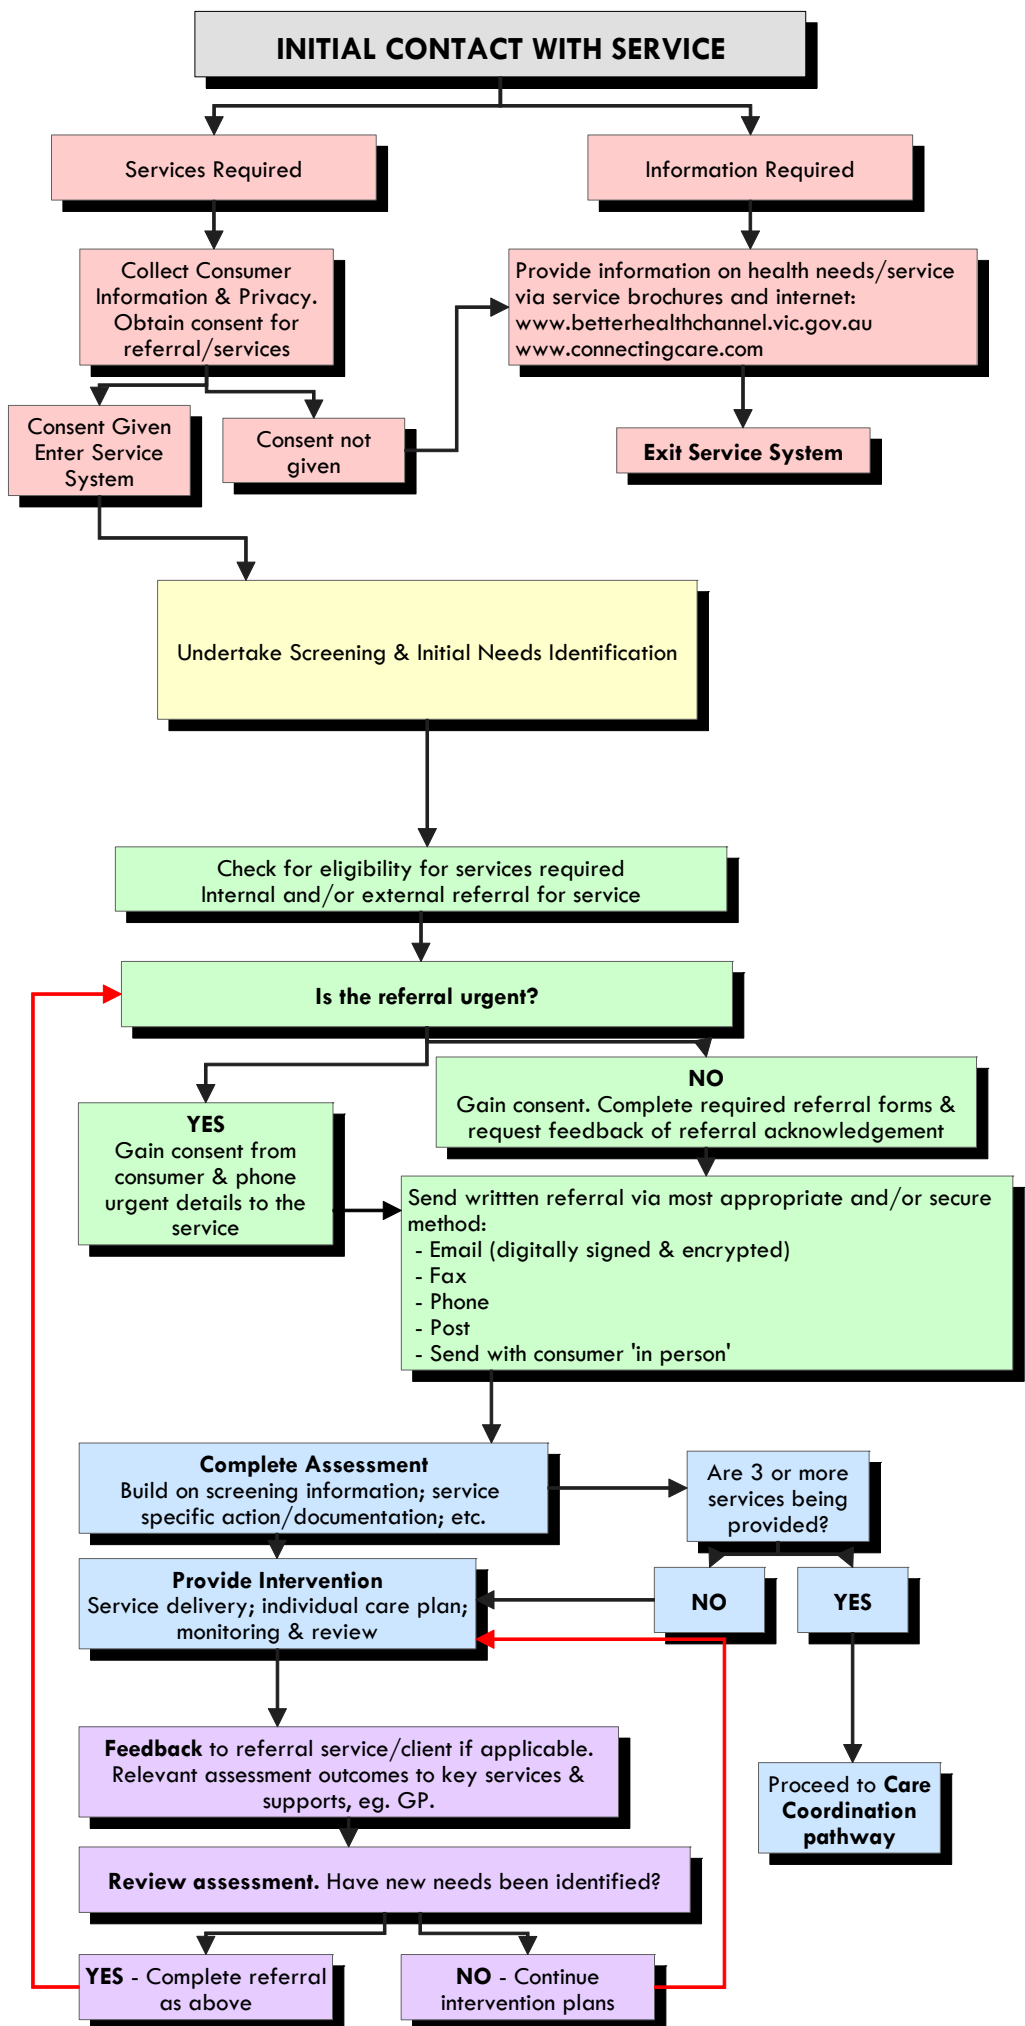 INITIAL CONTACT WITH SERVICE
Services Required
Information Required
Collect Consumer
Information & Privacy.
Obtain consent for
referral/services
Provide information on health needs/service
via service brochures and internet:
www.betterhealthchannel.vic.gov.au
www.connectingcare.com
Consent Given
Enter Service
System
Consent not
given
Exit Service System
Undertake Screening & Initial Needs Identification
Check for eligibility for services required
Internal and/or external referral for service
Is the referral urgent?
YES
Gain consent from
consumer & phone
urgent details to the
service
NO
Gain consent. Complete required referral forms &
request feedback of referral acknowledgement
Send writtten referral via most appropriate and/or secure
method:
- Email (digitally signed & encrypted)
- Fax
- Phone
- Post
- Send with consumer 'in person'
Complete Assessment
Build on screening information; service
specific action/documentation; etc.
Are 3 or more
services being
provided?
Provide Intervention
Service delivery; individual care plan;
monitoring & review
NO
YES
Feedback to referral service/client if applicable.
Relevant assessment outcomes to key services &
supports, eg. GP.
Proceed to Care
Coordination
pathway
Review assessment. Have new needs been identified?
YES - Complete referral
as above
NO - Continue
intervention plans